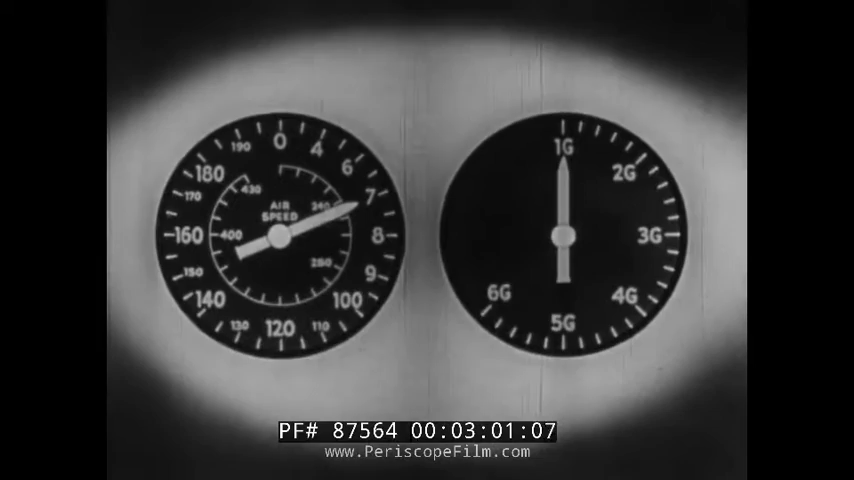 0
4
6
7
8
9
100
110
120
130
140
150
160
170
180
190
AIR
SPEED
240
280
400
430
1G
2G
3G
4G
5G
6G
PF# 87564 00:03:01:07
www.PeriscopeFilm.com